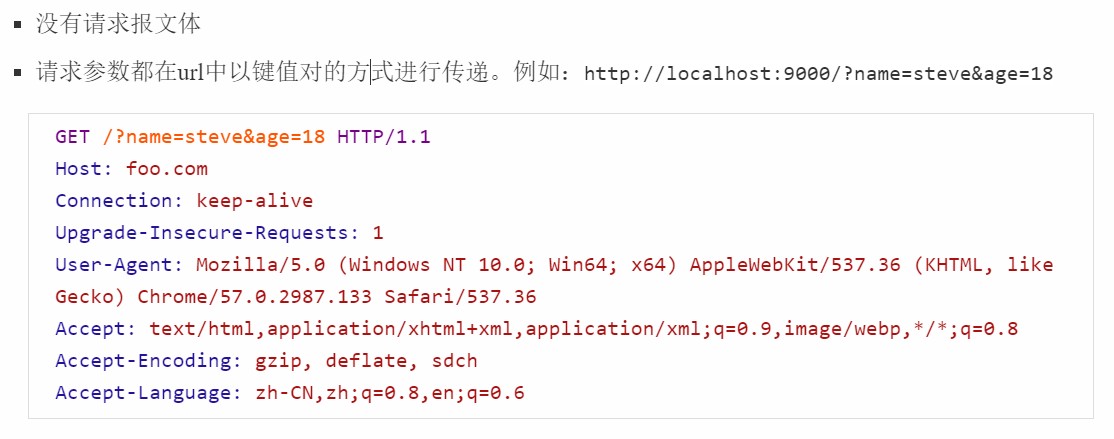 没有请求报文体
请求参数都在url中以键值对的方式进行传递。例如：http://localhost:9000/?name=steve&age=18
GET /?name=steve&age=18 HTTP/1.1
Host: foo.com
Connection: keep-alive
Upgrade-Insecure-Requests: 1
User-Agent: Mozilla/5.0 (Windows NT 10.0; Win64; x64) AppleWebKit/537.36 (KHTML, like
Gecko) Chrome/57.0.2987.133 Safari/537.36
Accept: text/html,application/xhtml+xml,application/xml;q=0.9,image/webp,*/*;q=0.8
Accept-Encoding: gzip, deflate, sdch
Accept-Language: zh-CN,zh;q=0.8,en;q=0.6